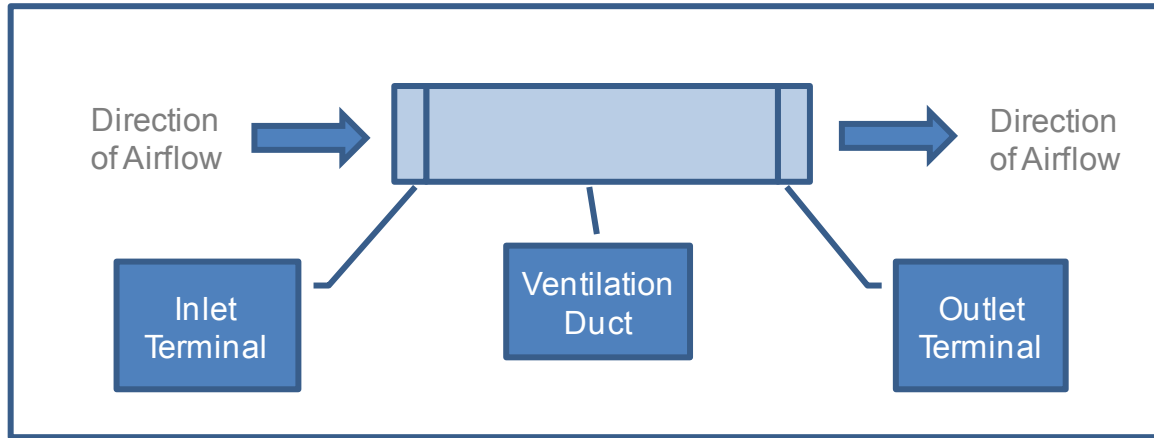 Direction
of Airflow
Direction
of Airflow
Inlet
Terminal
Ventilation
Duct
Outlet
Terminal